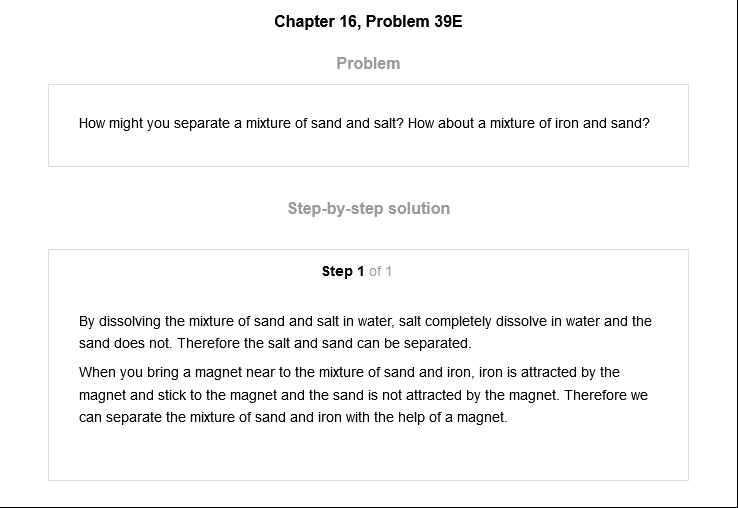 Chapter 16, Problem 39E
Problem
How might you separate a mixture of sand and salt? How about a mixture of iron and sand?
Step-by-step solution
Step 1 of 1
By dissolving the mixture of sand and salt in water, salt completely dissolve in water and the
sand does not. Therefore the salt and sand can be separated.
When you bring a magnet near to the mixture of sand and iron, iron is attracted by the
magnet and stick to the magnet and the sand is not attracted by the magnet. Therefore we
can separate the mixture of sand and iron with the help of a magnet.